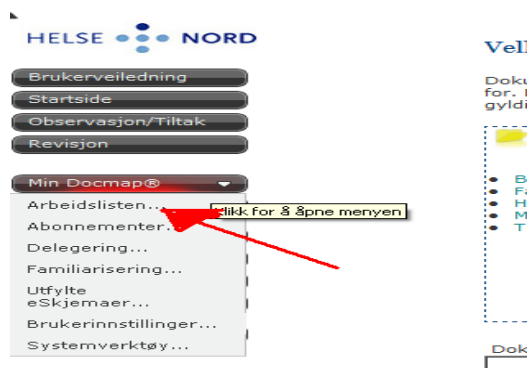 HELSE NORD
Brukerveiledning
Startside
Observasjon/Tiltak
Revisjon
Min Docmap®
Arbeidslisten...
klikk for å åpne menyen
Abonnementer...
Delegering...
Familiarisering...
Utfylte
eSkjemaer...
Brukerinnstillinger...
Systemverktøy...
Vell
Doku
for.
gyldi
B
F
H
M
T
Dok